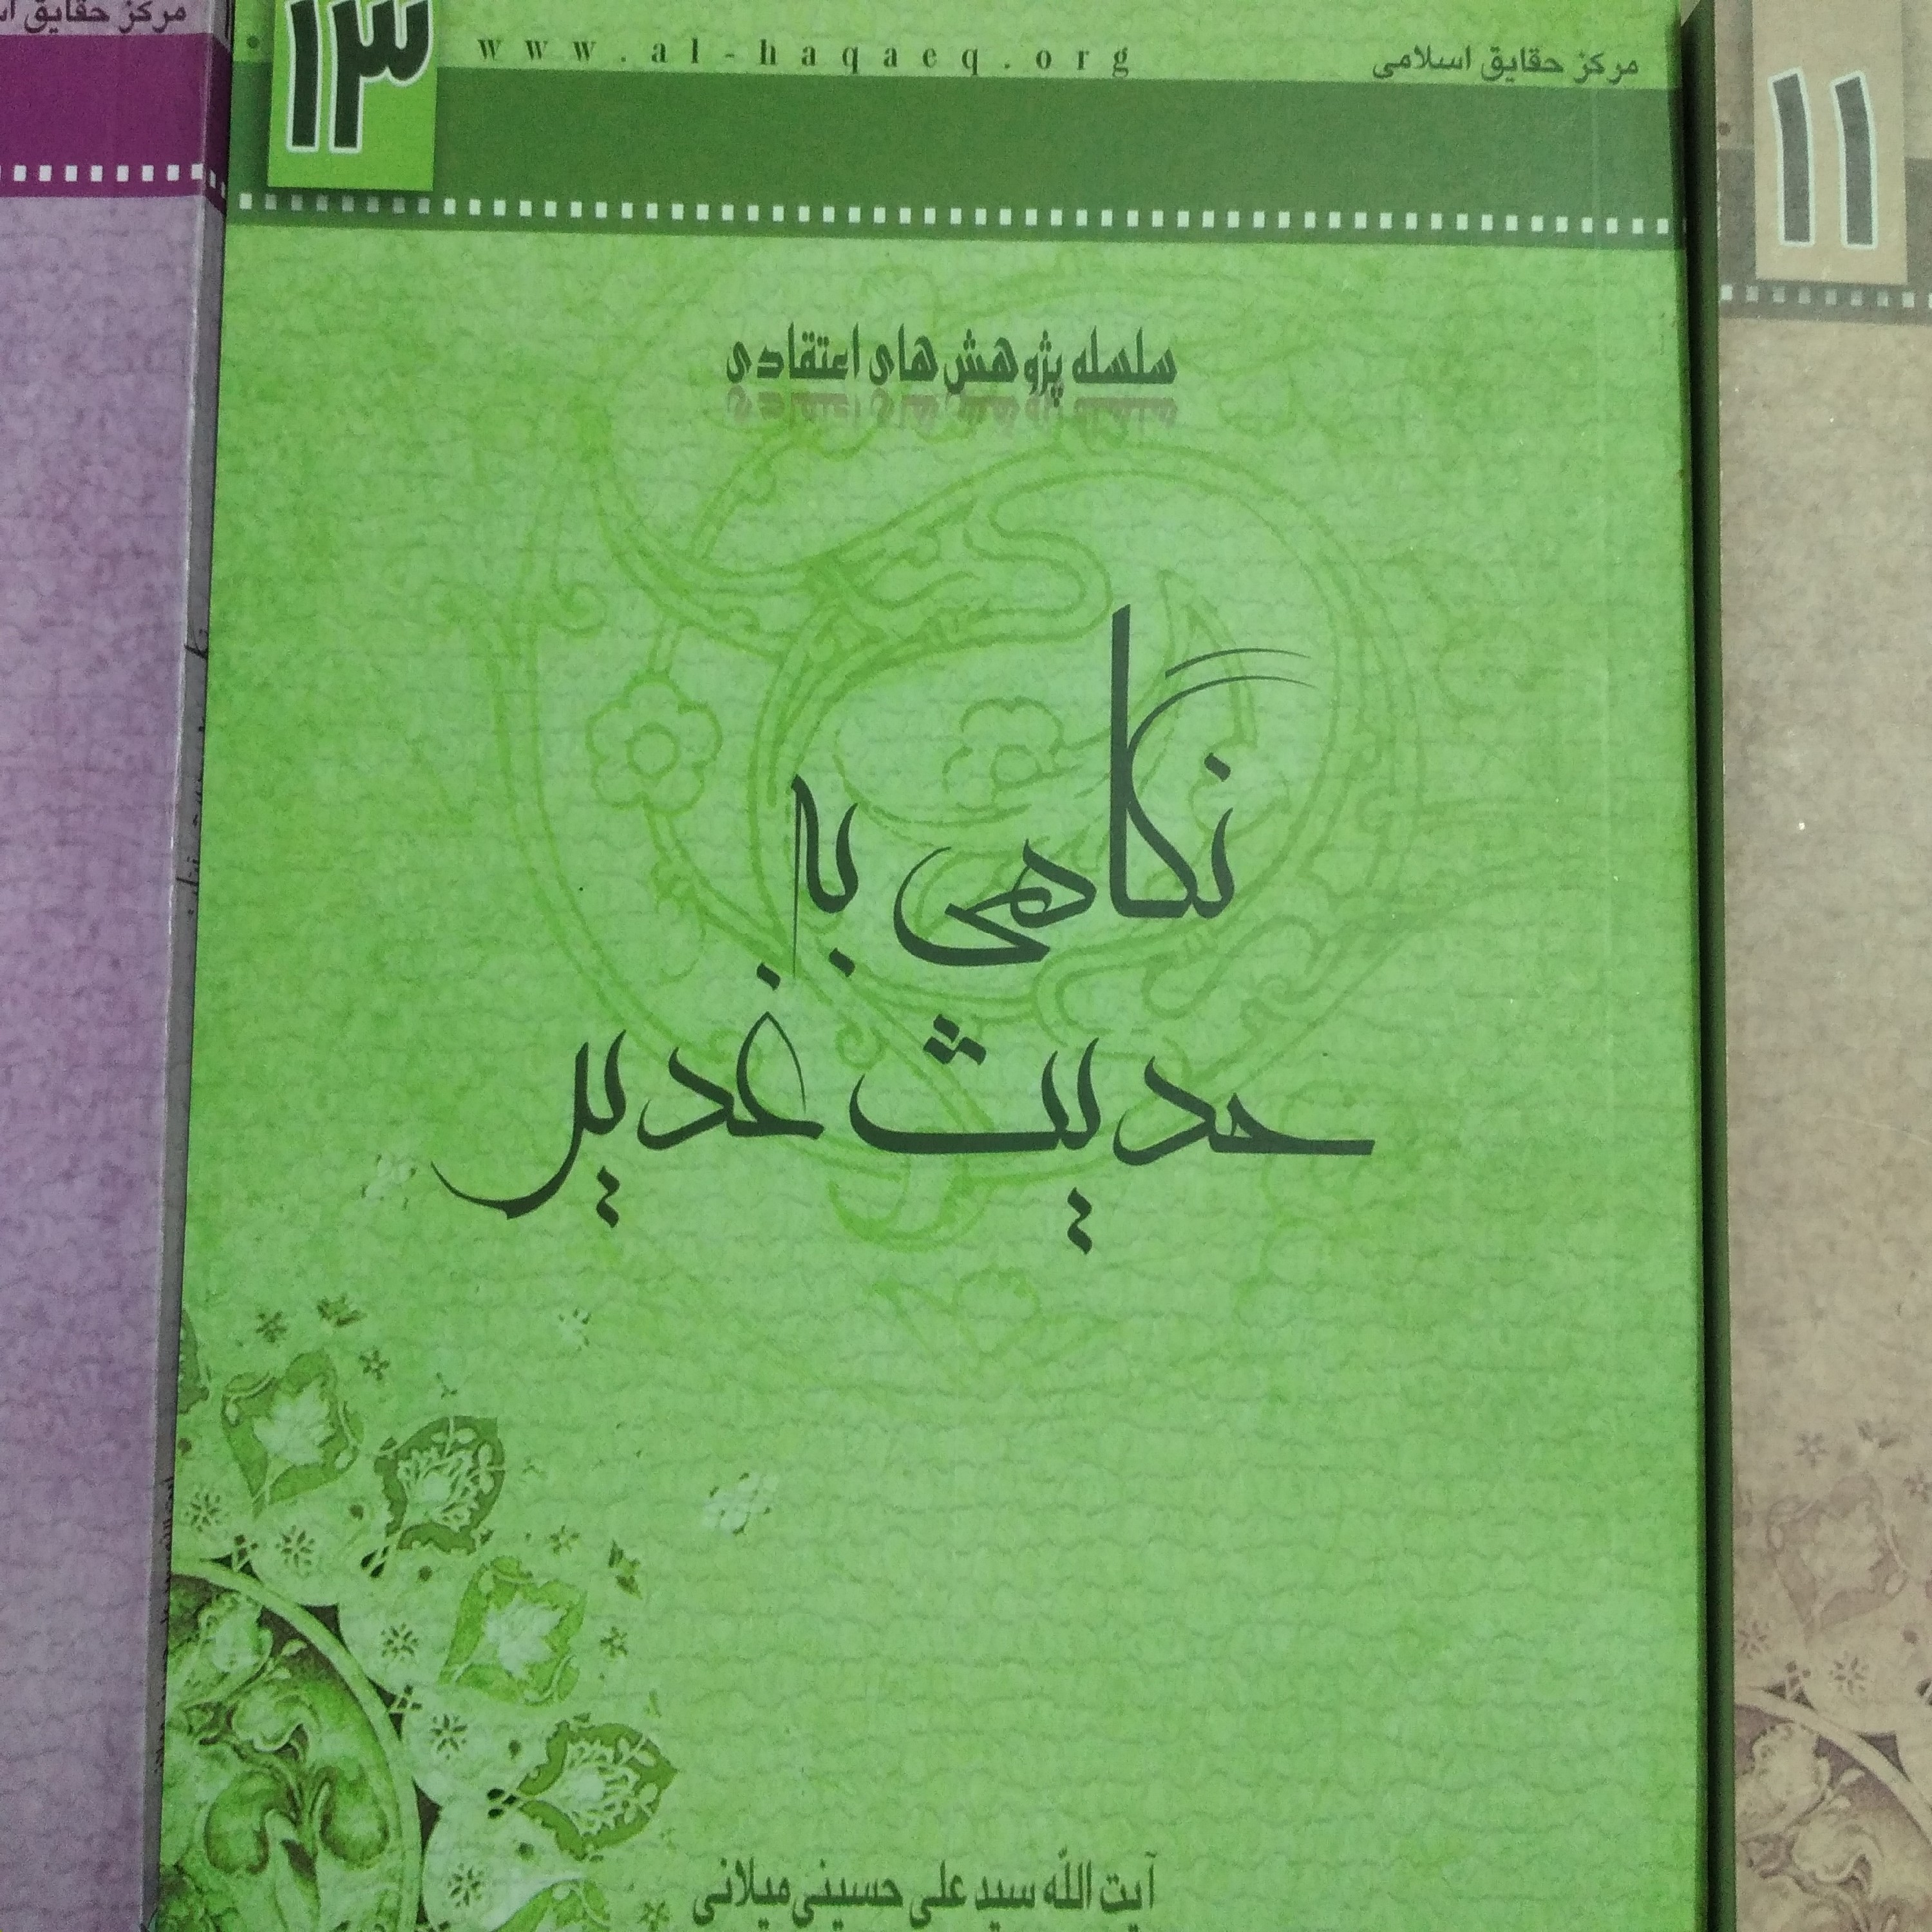 مرکز حقایق
۱۳
www.al-haqaeq.org
مرکز حقایق اسلامی
۱۱
سلسله پژوهش های اعتقادی
نگاهی به
حدیث غدیر
آیت اللّه سید علی حسینی میلانی